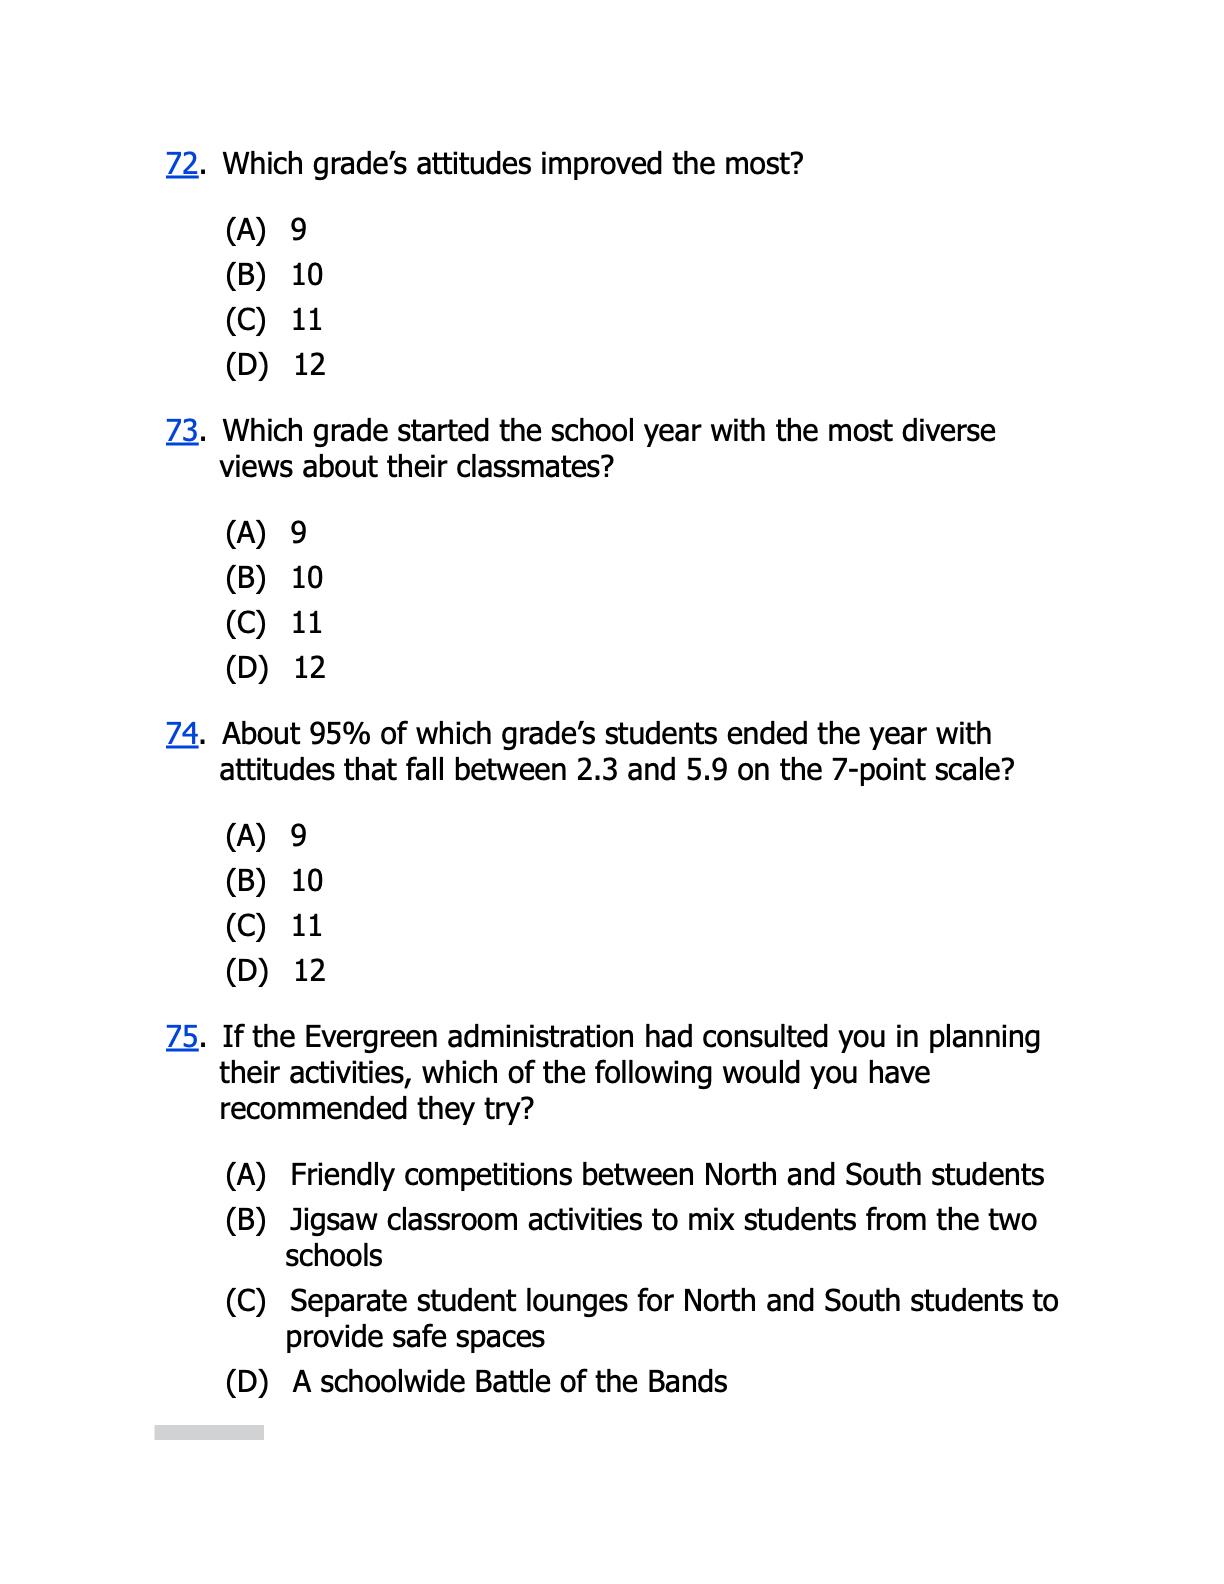 72. Which grade’s attitudes improved the most?
(A) 9
(B) 10
(C) 11
(D) 12
73. Which grade started the school year with the most diverse
views about their classmates?
(A) 9
(B) 10
(C) 11
(D) 12
74. About 95% of which grade’s students ended the year with
attitudes that fall between 2.3 and 5.9 on the 7-point scale?
(A) 9
(B) 10
(C) 11
(D) 12
75. If the Evergreen administration had consulted you in planning
their activities, which of the following would you have
recommended they try?
(A) Friendly competitions between North and South students
(B) Jigsaw classroom activities to mix students from the two
schools
(C) Separate student lounges for North and South students to
provide safe spaces
(D) A schoolwide Battle of the Bands